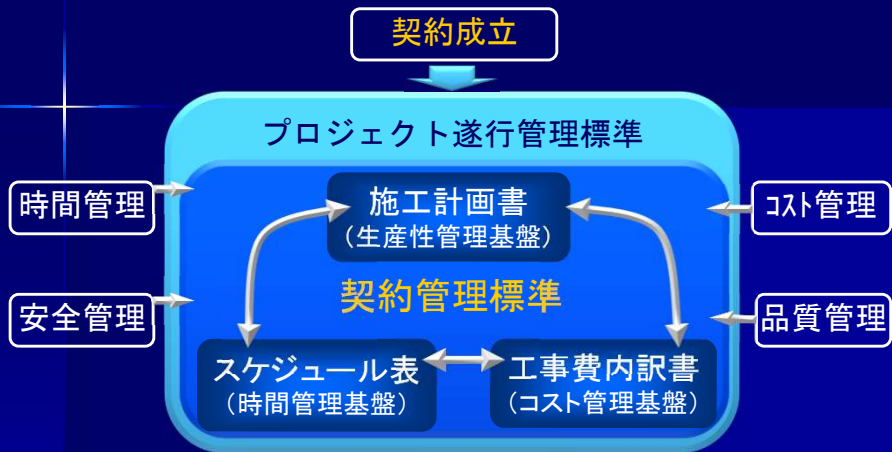 契約成立
プロジェクト遂行管理標準
時間管理
施工計画書
（生産性管理基盤）
コスト管理
契約管理標準
安全管理
品質管理
スケジュール表
（時間管理基盤）
工事費内訳書
（コスト管理基盤）